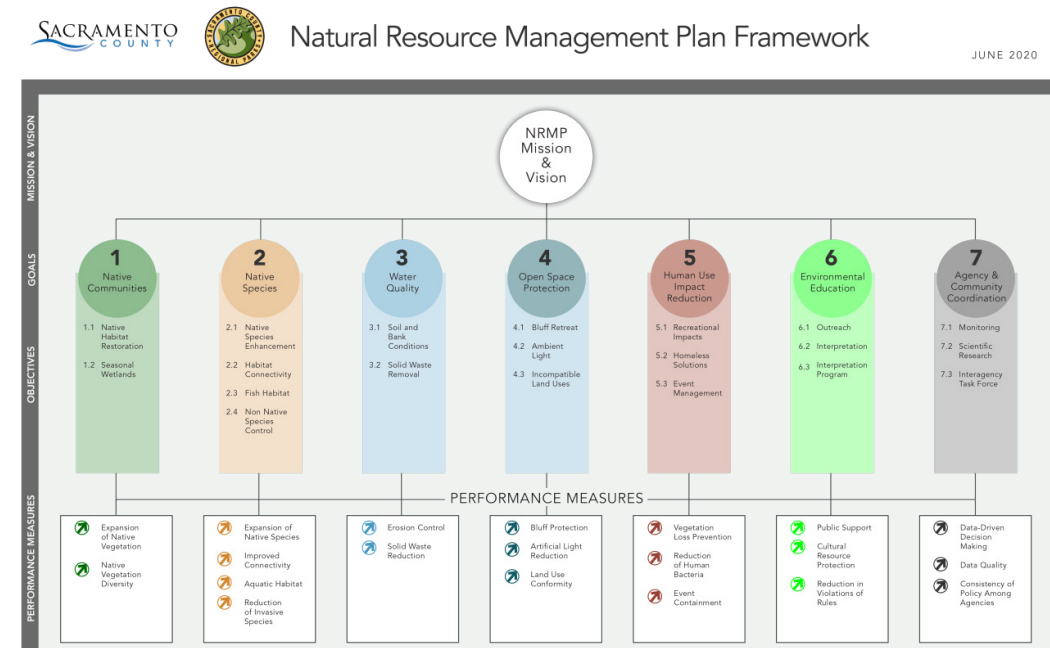 SACRAMENTO
COUNTY
SACRAMENTO COUNTY
REGIONAL PARKS
Natural Resource Management Plan Framework
JUNE 2020
MISSION & VISION
NRMP
Mission
&
Vision
GOALS
1
Native
Communities
2
Native
Species
3
Water
Quality
4
Open Space
Protection
5
Human Use
Impact
Reduction
6
Environmental
Education
7
Agency &
Community
Coordination
OBJECTIVES
1.1 Native
Habitat
Restoration
1.2 Seasonal
Wetlands
2.1 Native
Species
Enhancement
2.2 Habitat
Connectivity
2.3 Fish Habitat
2.4 Non Native
Species
Control
3.1 Soil and
Bank
Conditions
3.2 Solid Waste
Removal
4.1 Bluff Retreat
4.2 Ambient
Light
4.3 Incompatible
Land Uses
5.1 Recreational
Impacts
5.2 Homeless
Solutions
5.3 Event
Management
6.1 Outreach
6.2 Interpretation
6.3 Interpretation
Program
7.1 Monitoring
7.2 Scientific
Research
7.3 Interagency
Task Force
PERFORMANCE MEASURES
PERFORMANCE MEASURES
Expansion
of Native
Vegetation
Native
Vegetation
Diversity
Expansion of
Native Species
Improved
Connectivity
Aquatic Habitat
Reduction
of Invasive
Species
Erosion Control
Solid Waste
Reduction
Bluff Protection
Artificial Light
Reduction
Land Use
Conformity
Vegetation
Loss Prevention
Reduction
of Human
Bacteria
Event
Containment
Public Support
Cultural
Resource
Protection
Reduction in
Violations of
Rules
Data-Driven
Decision
Making
Data Quality
Consistency of
Policy Among
Agencies